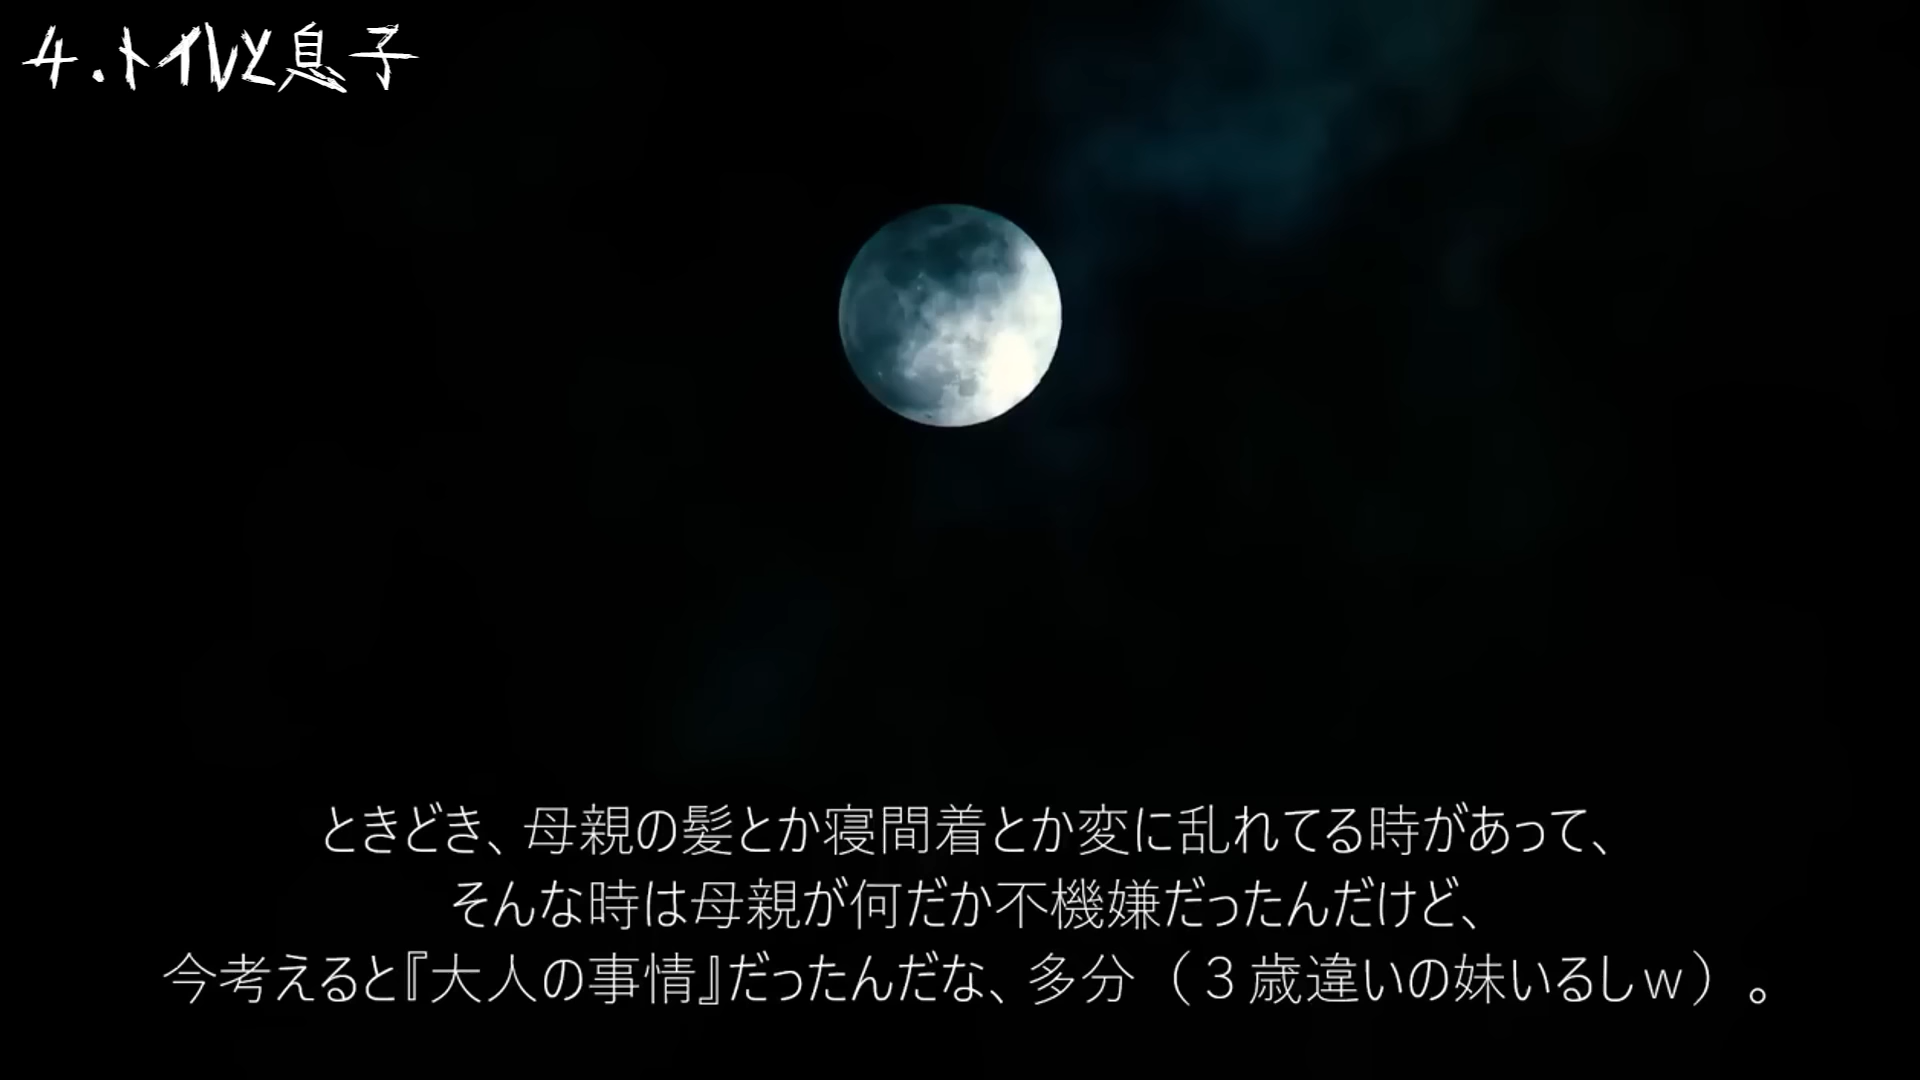 4.トイレと息子
ときどき、母親の髪とか寝間着とか変に乱れてる時があって、
そんな時は母親が何だか不機嫌だったんだけど、
今考えると『大人の事情』だったんだな、多分（３歳違いの妹いるしｗ）。